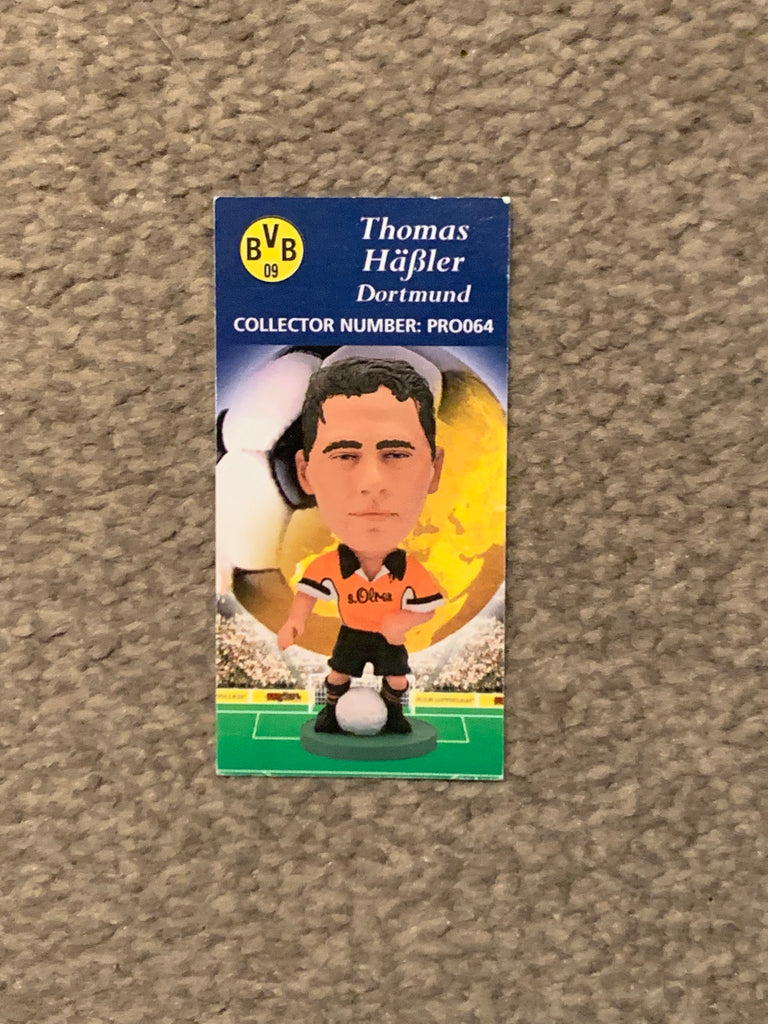 BVB
09
Thomas
Häßler
Dortmund
COLLECTOR NUMBER: PRO064
s.Oliver